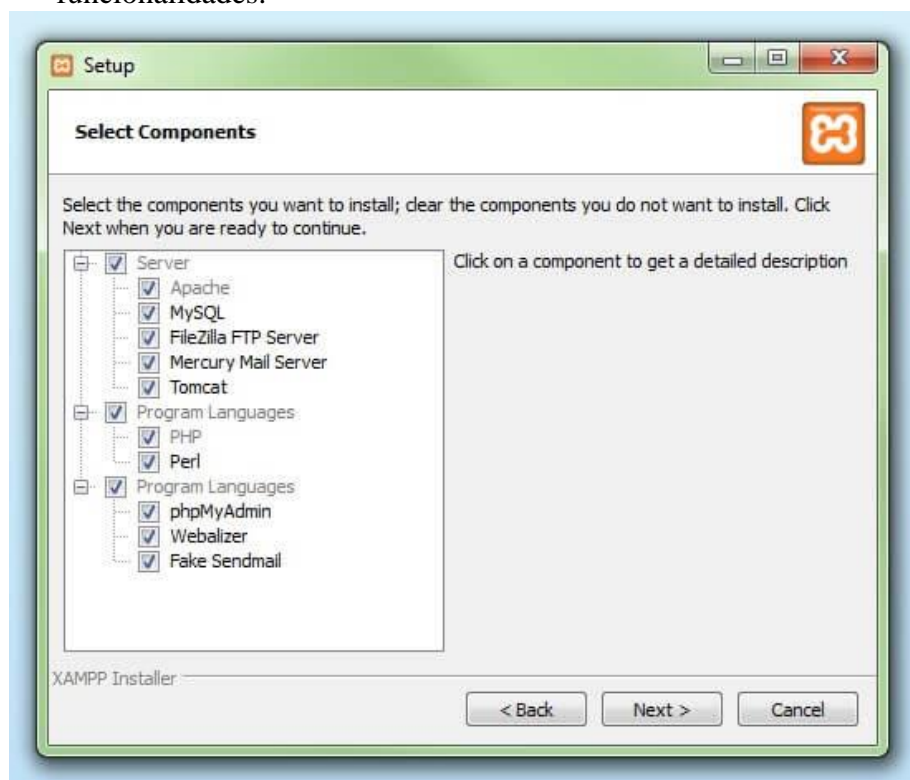 funcionalidades.
Setup
Select Components
Select the components you want to install; clear the components you do not want to install. Click
Next when you are ready to continue.
Server
Apache
MySQL
FileZilla FTP Server
Mercury Mail Server
Tomcat
Program Languages
PHP
Perl
Program Languages
phpMyAdmin
Webalizer
Fake Sendmail
Click on a component to get a detailed description
XAMPP Installer
< Back
Next >
Cancel